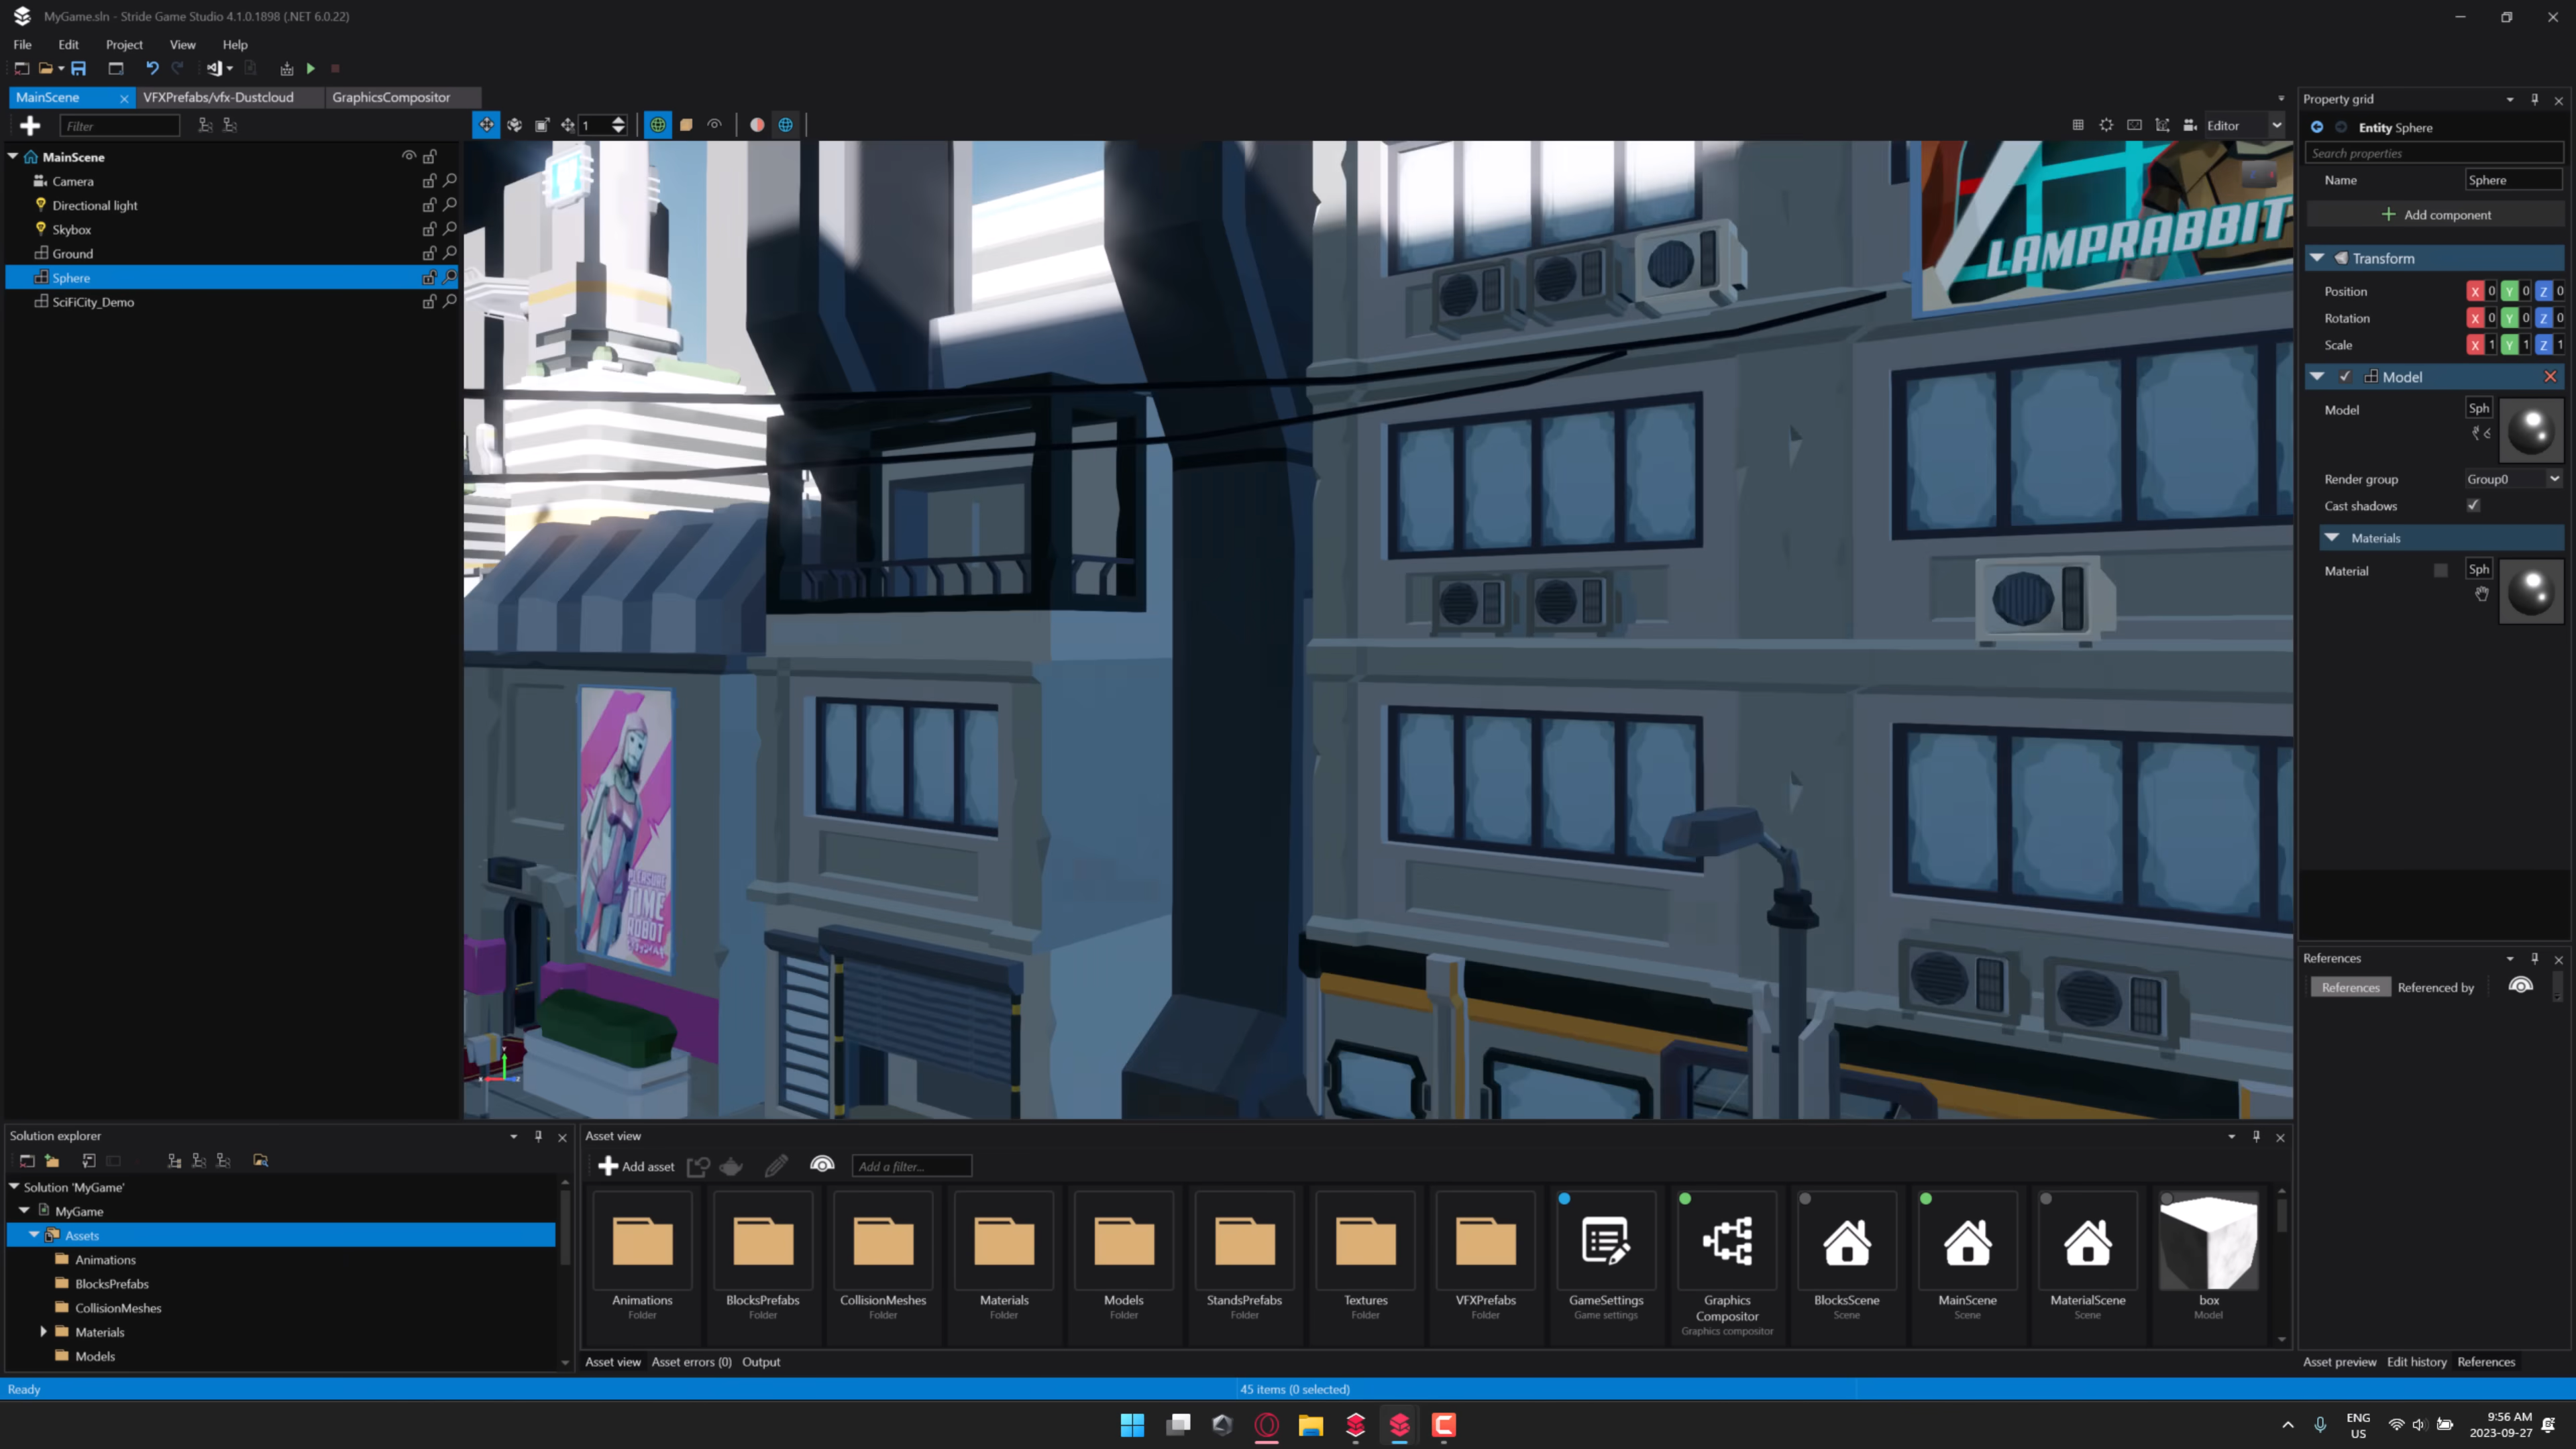 MyGame.sln - Stride Game Studio 4.1.0.1898 (.NET 6.0.22)
File Edit Project View Help
MainScene VFXPrefabs/vfx-Dustcloud GraphicsCompositor
Filter
1
Editor
MainScene
Camera
Directional light
Skybox
Ground
Sphere
SciFiCity_Demo
LAMPRABBIT
PLEASURE
TIME
ROBOT
Property grid
Entity Sphere
Search properties
Name Sphere
Add component
Transform
Position X 0 Y 0 Z 0
Rotation X 0 Y 0 Z 0
Scale X 1 Y 1 Z 1
Model
Model Sph
Render group Group0
Cast shadows
Materials
Material Sph
References
References Referenced by
Solution explorer
Solution 'MyGame'
MyGame
Assets
Animations
BlocksPrefabs
CollisionMeshes
Materials
Models
Asset view
Add asset Add a filter...
Animations
Folder
BlocksPrefabs
Folder
CollisionMeshes
Folder
Materials
Folder
Models
Folder
StandsPrefabs
Folder
Textures
Folder
VFXPrefabs
Folder
GameSettings
Game settings
Graphics
Compositor
Graphics compositor
BlocksScene
Scene
MainScene
Scene
MaterialScene
Scene
box
Model
Asset view Asset errors (0) Output
Asset preview Edit history References
Ready
45 items (0 selected)
ENG
US
9:56 AM
2023-09-27